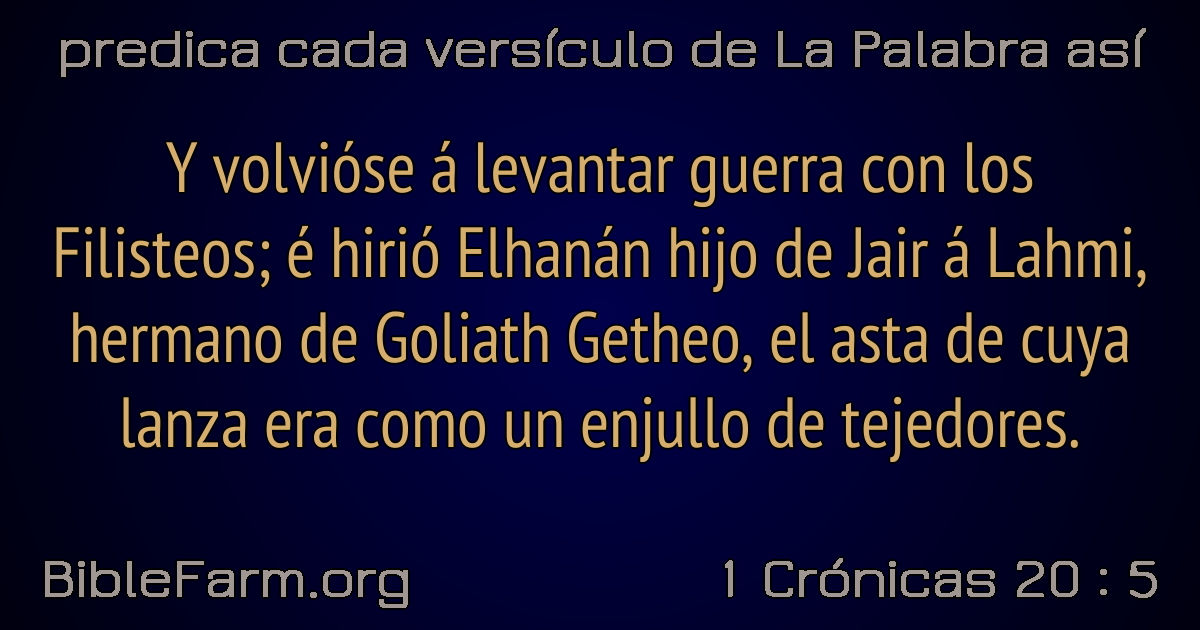 predica cada versículo de La Palabra así
Y volvióse á levantar guerra con los
Filisteos; é hirió Elhanán hijo de Jair á Lahmi,
hermano de Goliath Getheo, el asta de cuya
lanza era como un enjullo de tejedores.
BibleFarm.org
1 Crónicas 20 : 5